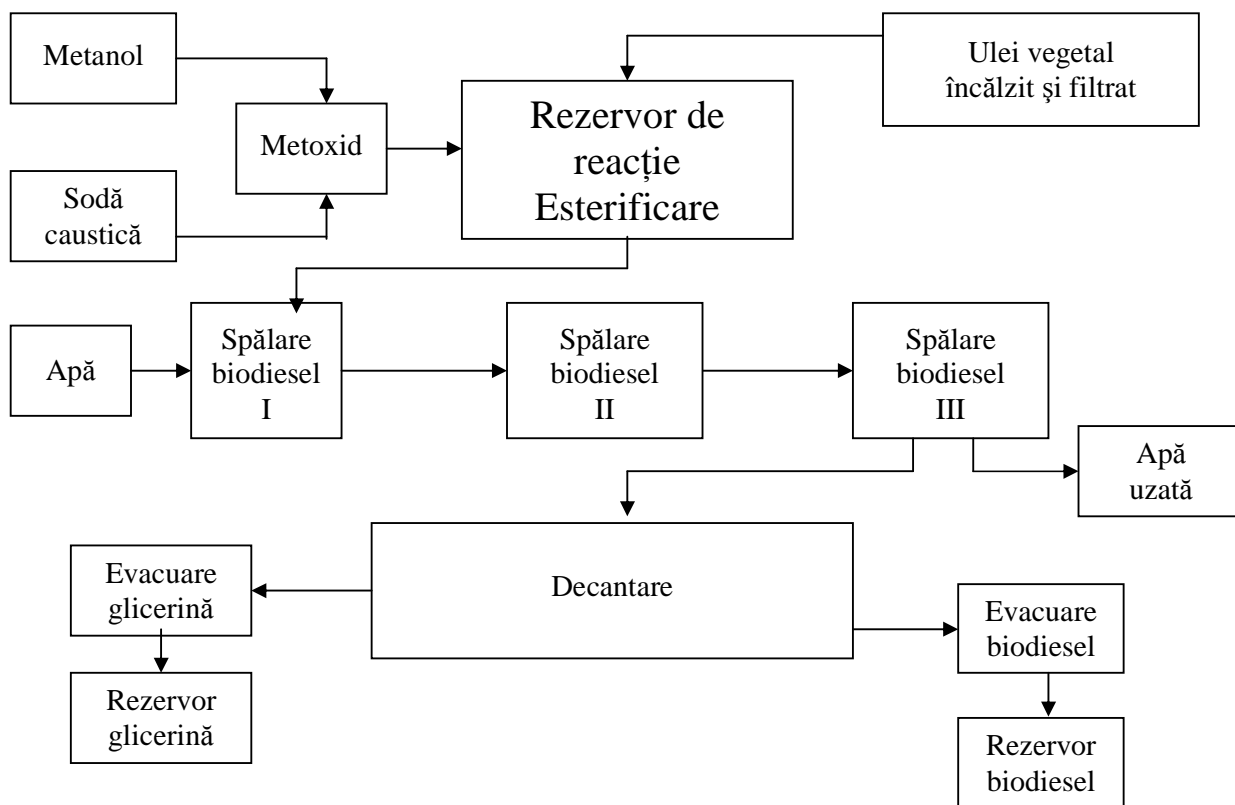 Metanol
Ulei vegetal
încălzit şi filtrat
Metoxid
Rezervor de
reacție
Esterificare
Sodă
caustică
Apă
Spălare
biodiesel
I
Spălare
biodiesel
II
Spălare
biodiesel
III
Apă
uzată
Evacuare
glicerină
Decantare
Evacuare
biodiesel
Rezervor
glicerină
Rezervor
biodiesel